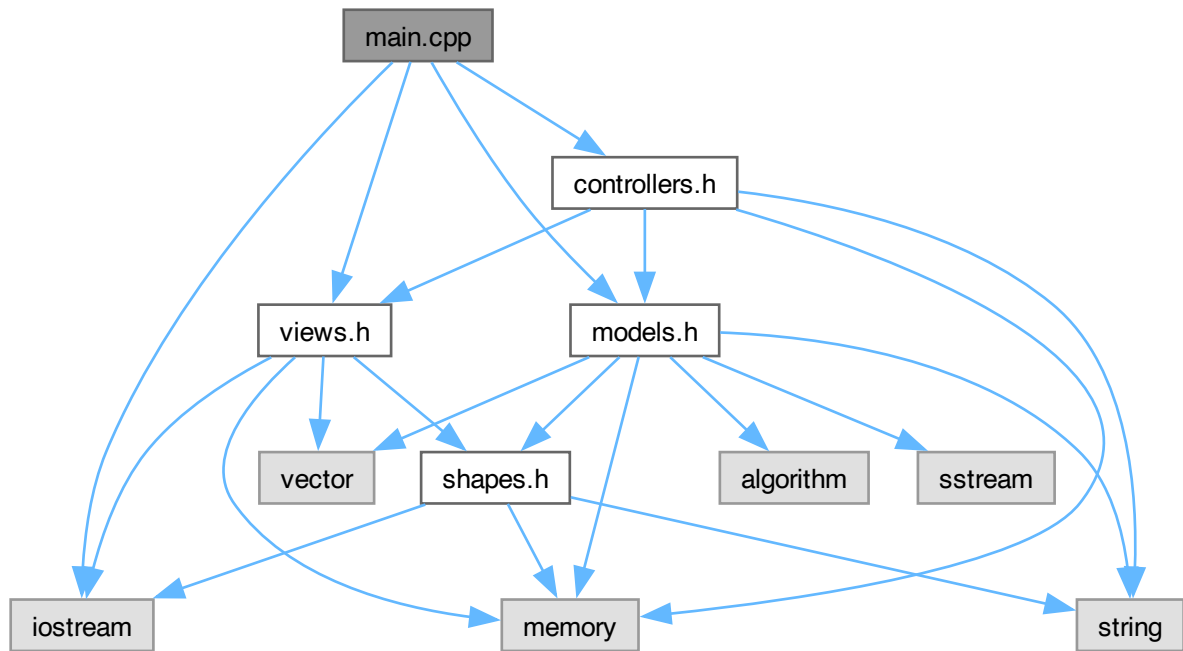 main.cpp
controllers.h
views.h
models.h
vector
shapes.h
algorithm
sstream
iostream
memory
string